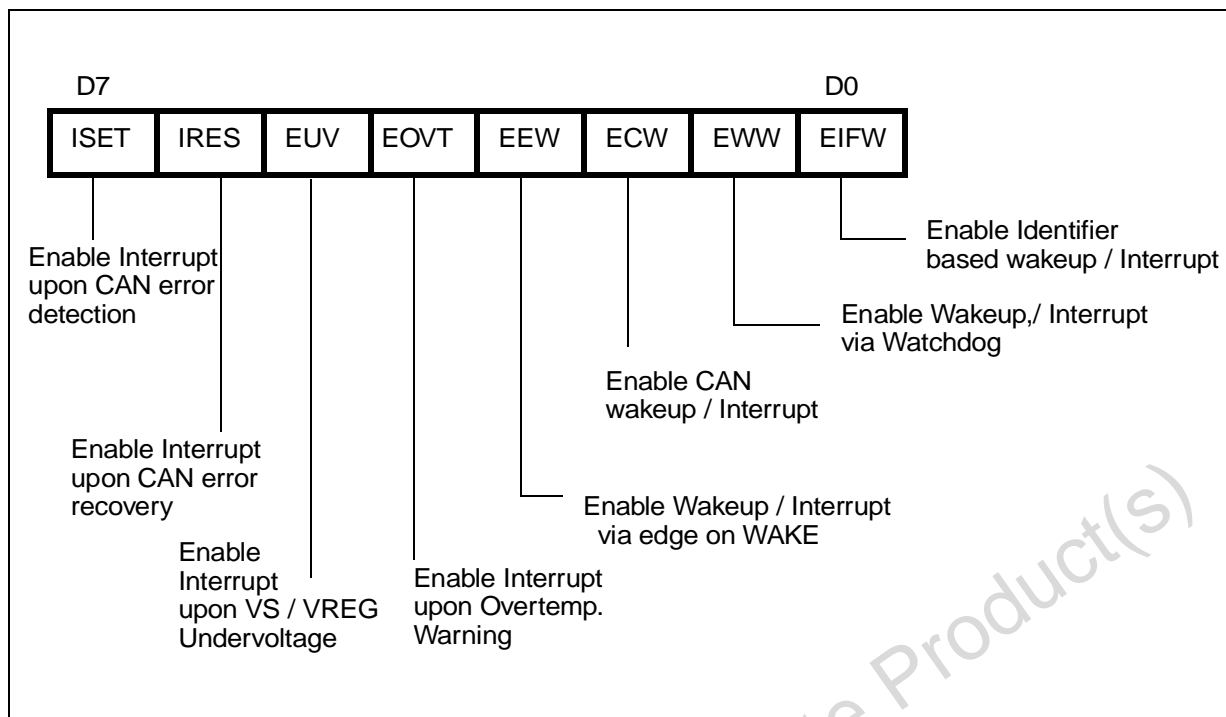 D7 D0
ISET IRES EUV EOVT EEW ECW EWW EIFW
Enable Identifier
based wakeup / Interrupt
Enable Interrupt
upon CAN error
detection
Enable Wakeup,/ Interrupt
via Watchdog
Enable CAN
wakeup / Interrupt
Enable Interrupt
upon CAN error
recovery
Enable Wakeup / Interrupt
via edge on WAKE
Enable
Interrupt
upon VS / VREG
Undervoltage
Enable Interrupt
upon Overtemp.
Warning
Product(s)